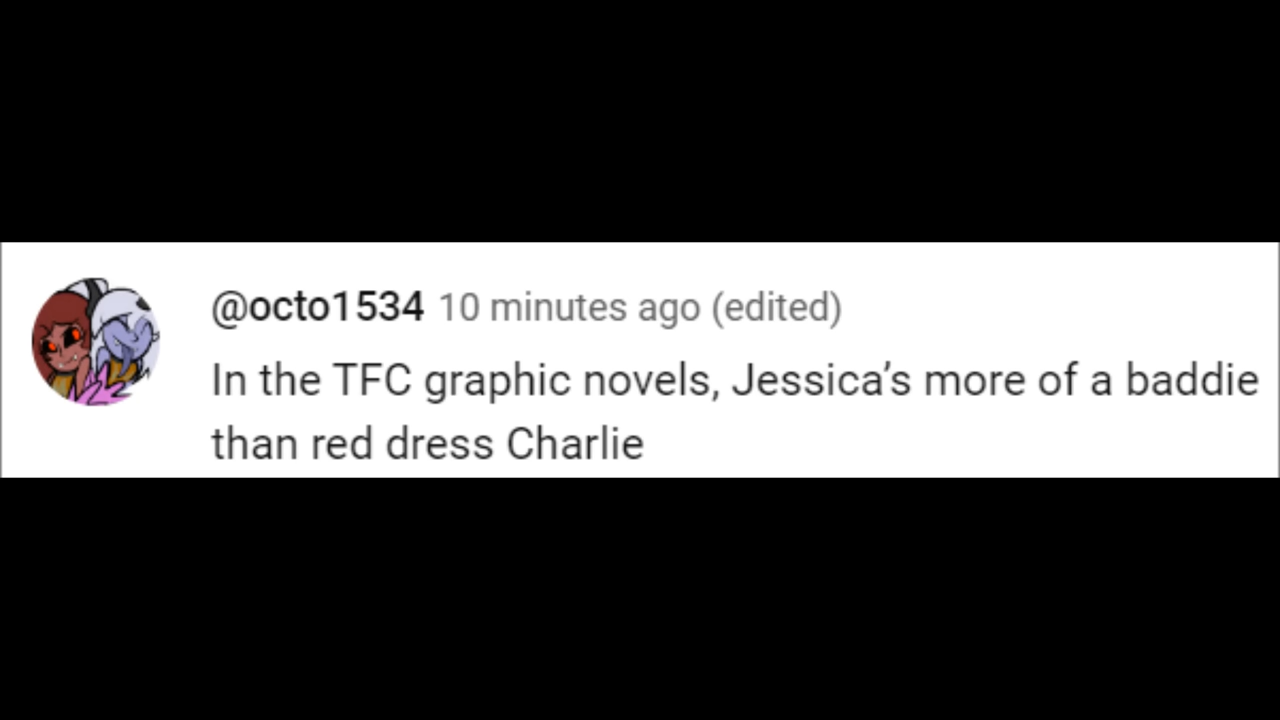 @octo1534 10 minutes ago (edited)
In the TFC graphic novels, Jessica’s more of a baddie
than red dress Charlie